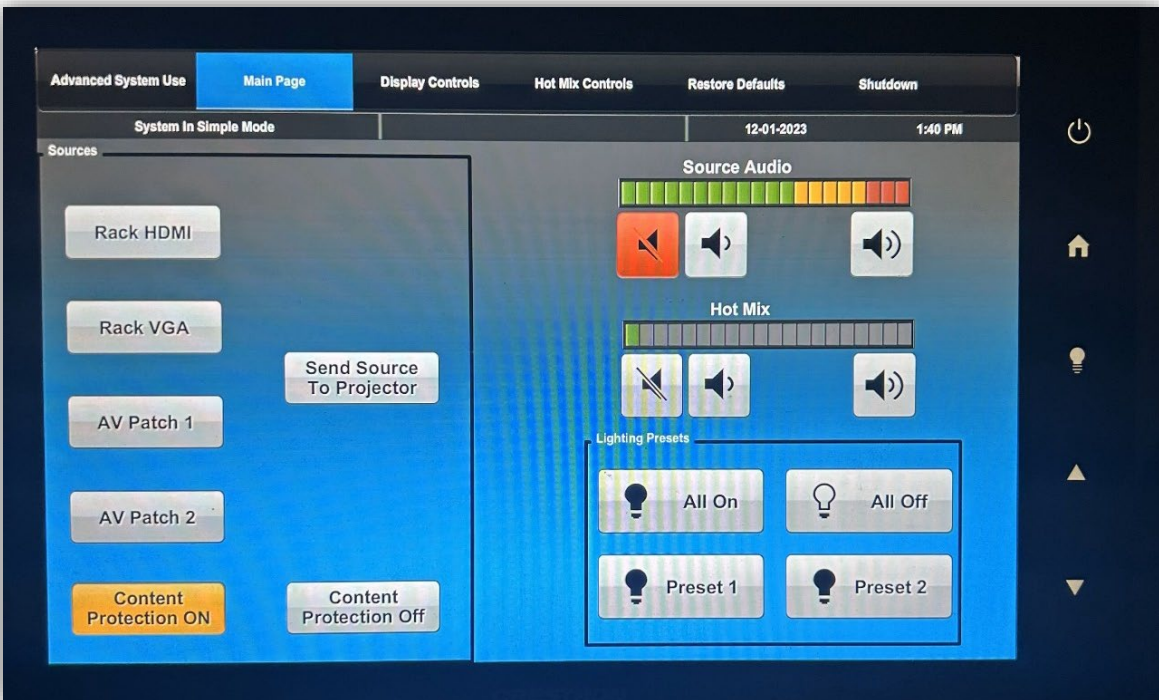 Advanced System Use
Main Page
Display Controls
Hot Mix Controls
Restore Defaults
Shutdown
System In Simple Mode
12-01-2023
1:40 PM
Sources
Rack HDMI
Rack VGA
AV Patch 1
AV Patch 2
Content
Protection ON
Send Source
To Projector
Content
Protection Off
Source Audio
Hot Mix
Lighting Presets
All On
All Off
Preset 1
Preset 2